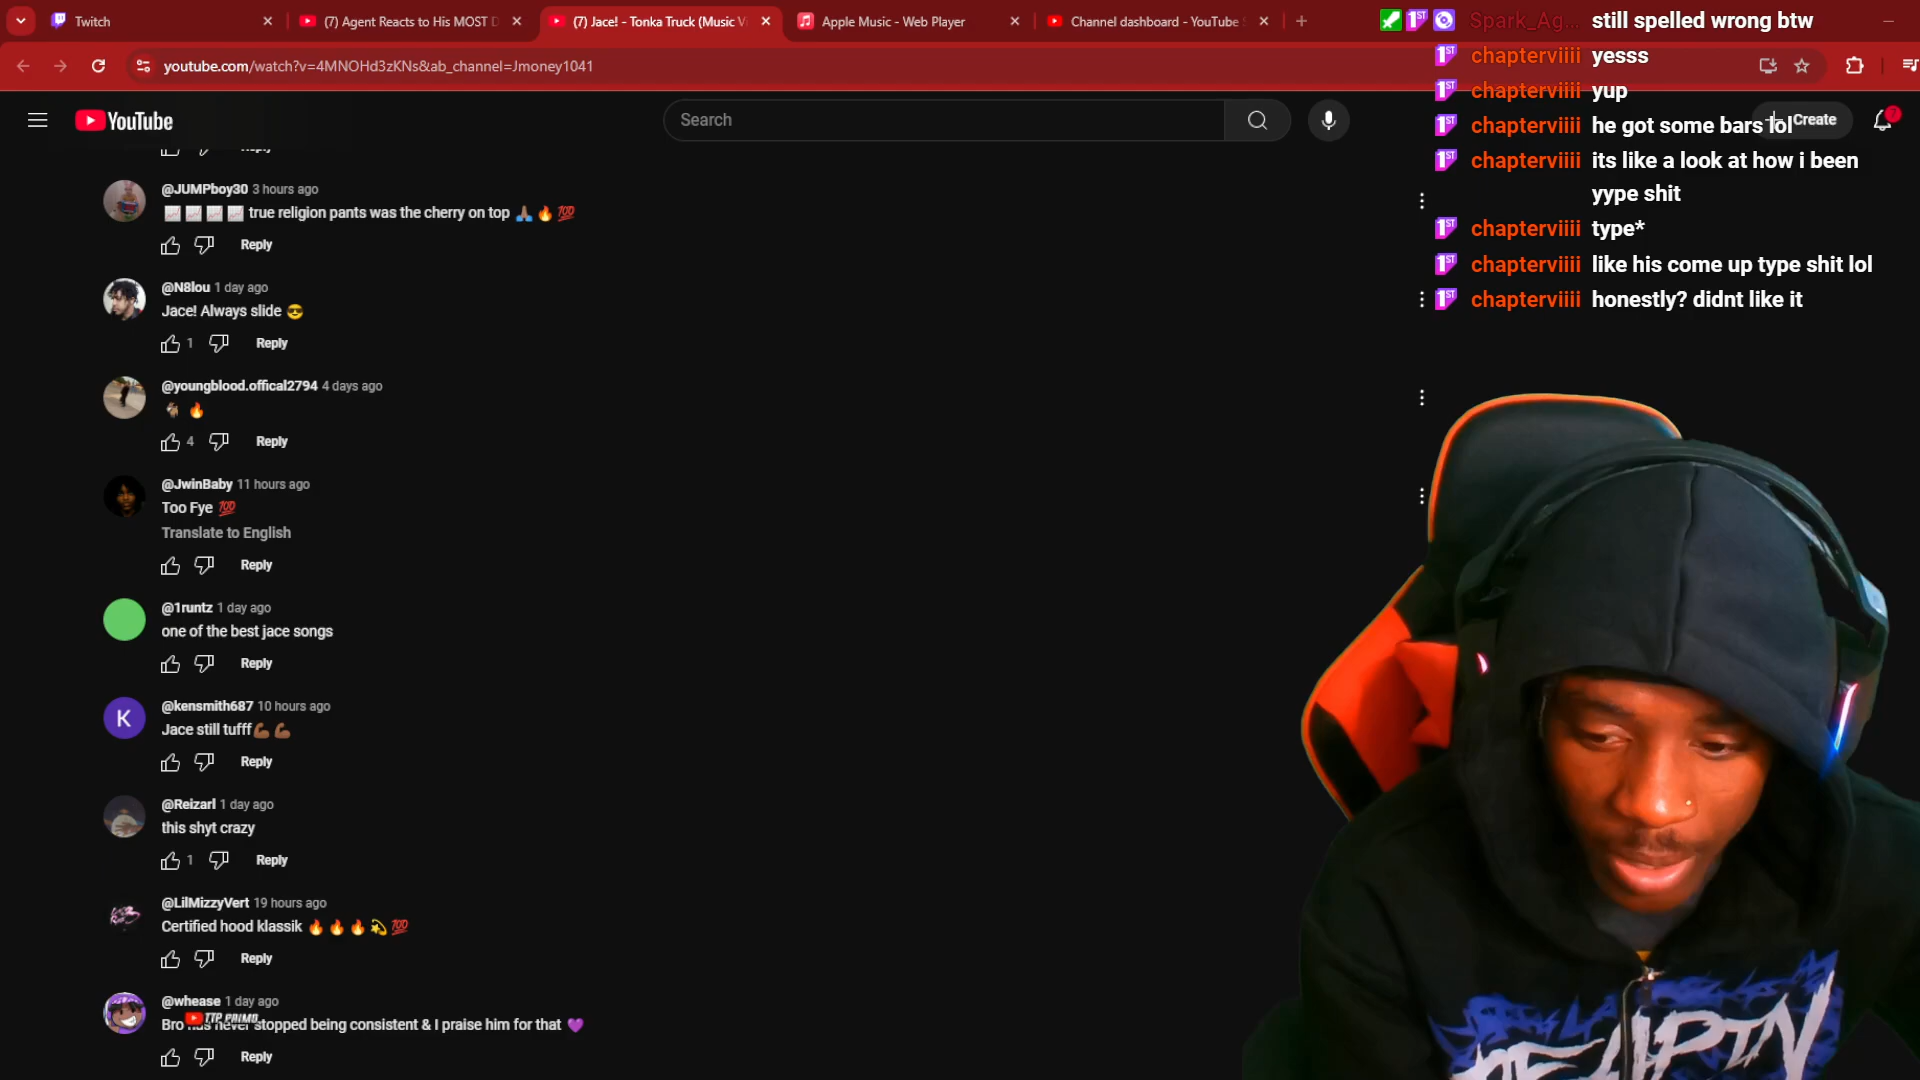 Twitch
(7) Agent Reacts to His MOST D
(7) Jace! - Tonka Truck (Music V
Apple Music - Web Player
Channel dashboard - YouTube S
youtube.com/watch?v=4MNOHd3zKNs&ab_channel=Jmoney1041
YouTube
Search
Create
Spark_Ag... still spelled wrong btw
chapterviiii yesss
chapterviiii yup
chapterviiii he got some bars lol
chapterviiii its like a look at how i been
yype shit
chapterviiii type*
chapterviiii like his come up type shit lol
chapterviiii honestly? didnt like it
Reply
@JUMPboy30 3 hours ago
📈📈📈📈 true religion pants was the cherry on top 🙏🏾🔥💯
Reply
@N8lou 1 day ago
Jace! Always slide 😎
1 Reply
@youngblood.offical2794 4 days ago
🐐 🔥
4 Reply
@JwinBaby 11 hours ago
Too Fye 💯
Translate to English
Reply
@1runtz 1 day ago
one of the best jace songs
Reply
K
@kensmith687 10 hours ago
Jace still tufff💪🏾💪🏾
Reply
@Reizarl 1 day ago
this shyt crazy
1 Reply
@LilMizzyVert 19 hours ago
Certified hood klassik 🔥🔥🔥💫💯
Reply
@whease 1 day ago
TTP PRIMO
Bro has never stopped being consistent & I praise him for that 💜
Reply